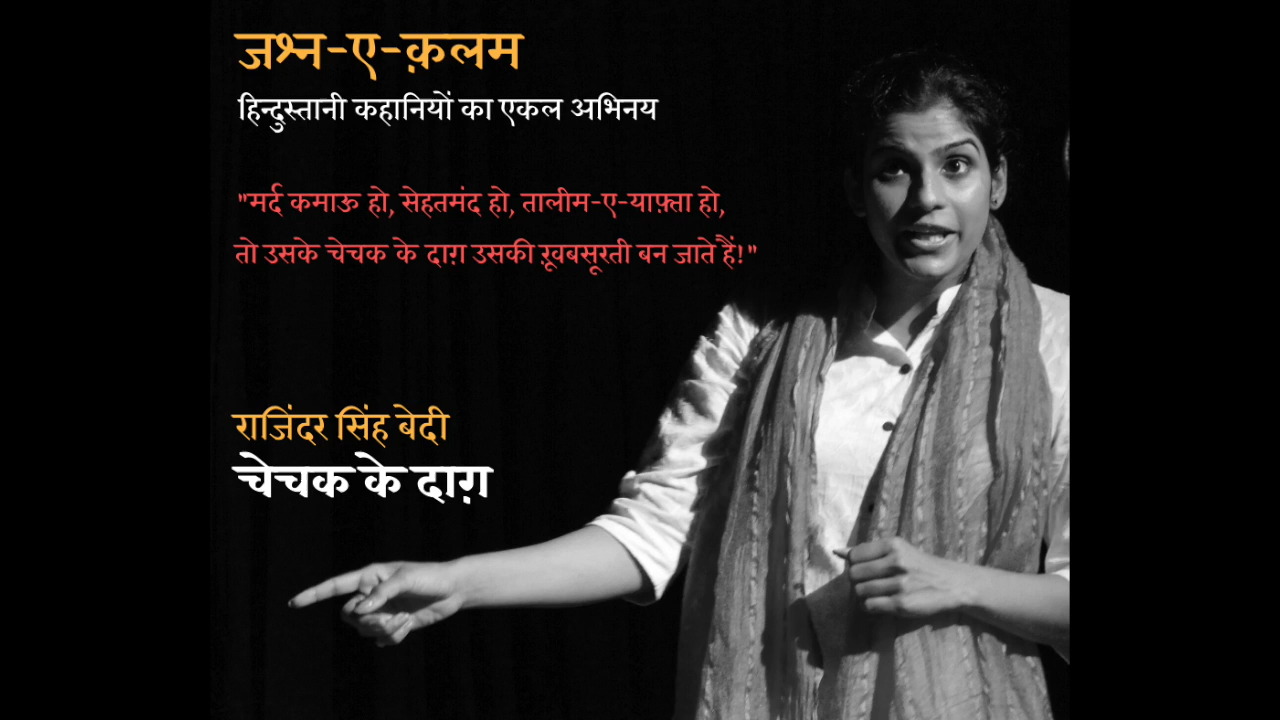 जश्न-ए-क़लम
हिन्दुस्तानी कहानियों का एकल अभिनय
"मर्द कमाऊ हो, सेहतमंद हो, तालीम-ए-याफ़्ता हो,
तो उसके चेचक के दाग़ उसकी ख़ूबसूरती बन जाते हैं!"
राजिंदर सिंह बेदी
चेचक के दाग़